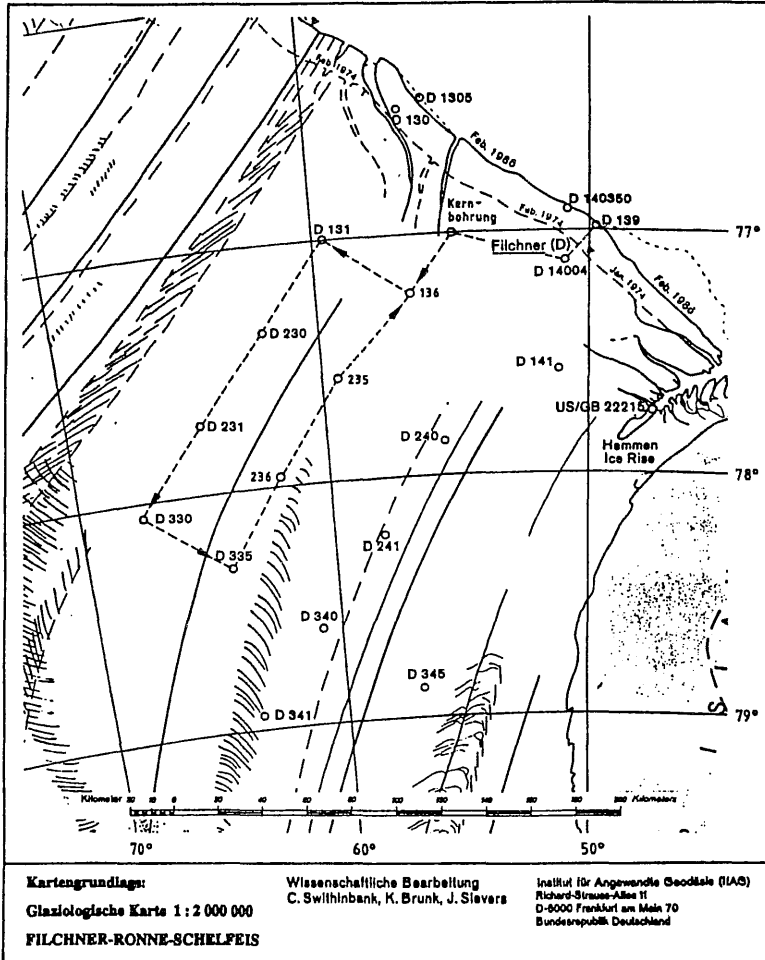 Feb. 1974
D 1305
130
Feb. 1986
D 140350
Kern-
bohrung
Feb. 1974
D 139
D 131
77°
Filchner (D)
D 14004
136
Jan. 1974
Feb. 1986
D 230
D 141
235
US/GB 22215
D 231
D 240
Hemmen
Ice Rise
236
78°
D 330
D 241
D 335
D 340
D 345
D 341
79°
Kilometer
Kilometers
70° 60° 50°
Kartengrundlage:
Glaziologische Karte 1 : 2 000 000
FILCHNER-RONNE-SCHELFEIS
Wissenschaftliche Bearbeitung
C. Swithinbank, K. Brunk, J. Sievers
Institut für Angewandte Geodäsie (IfAG)
Richard-Strauss-Allee 11
D-6000 Frankfurt am Main 70
Bundesrepublik Deutschland